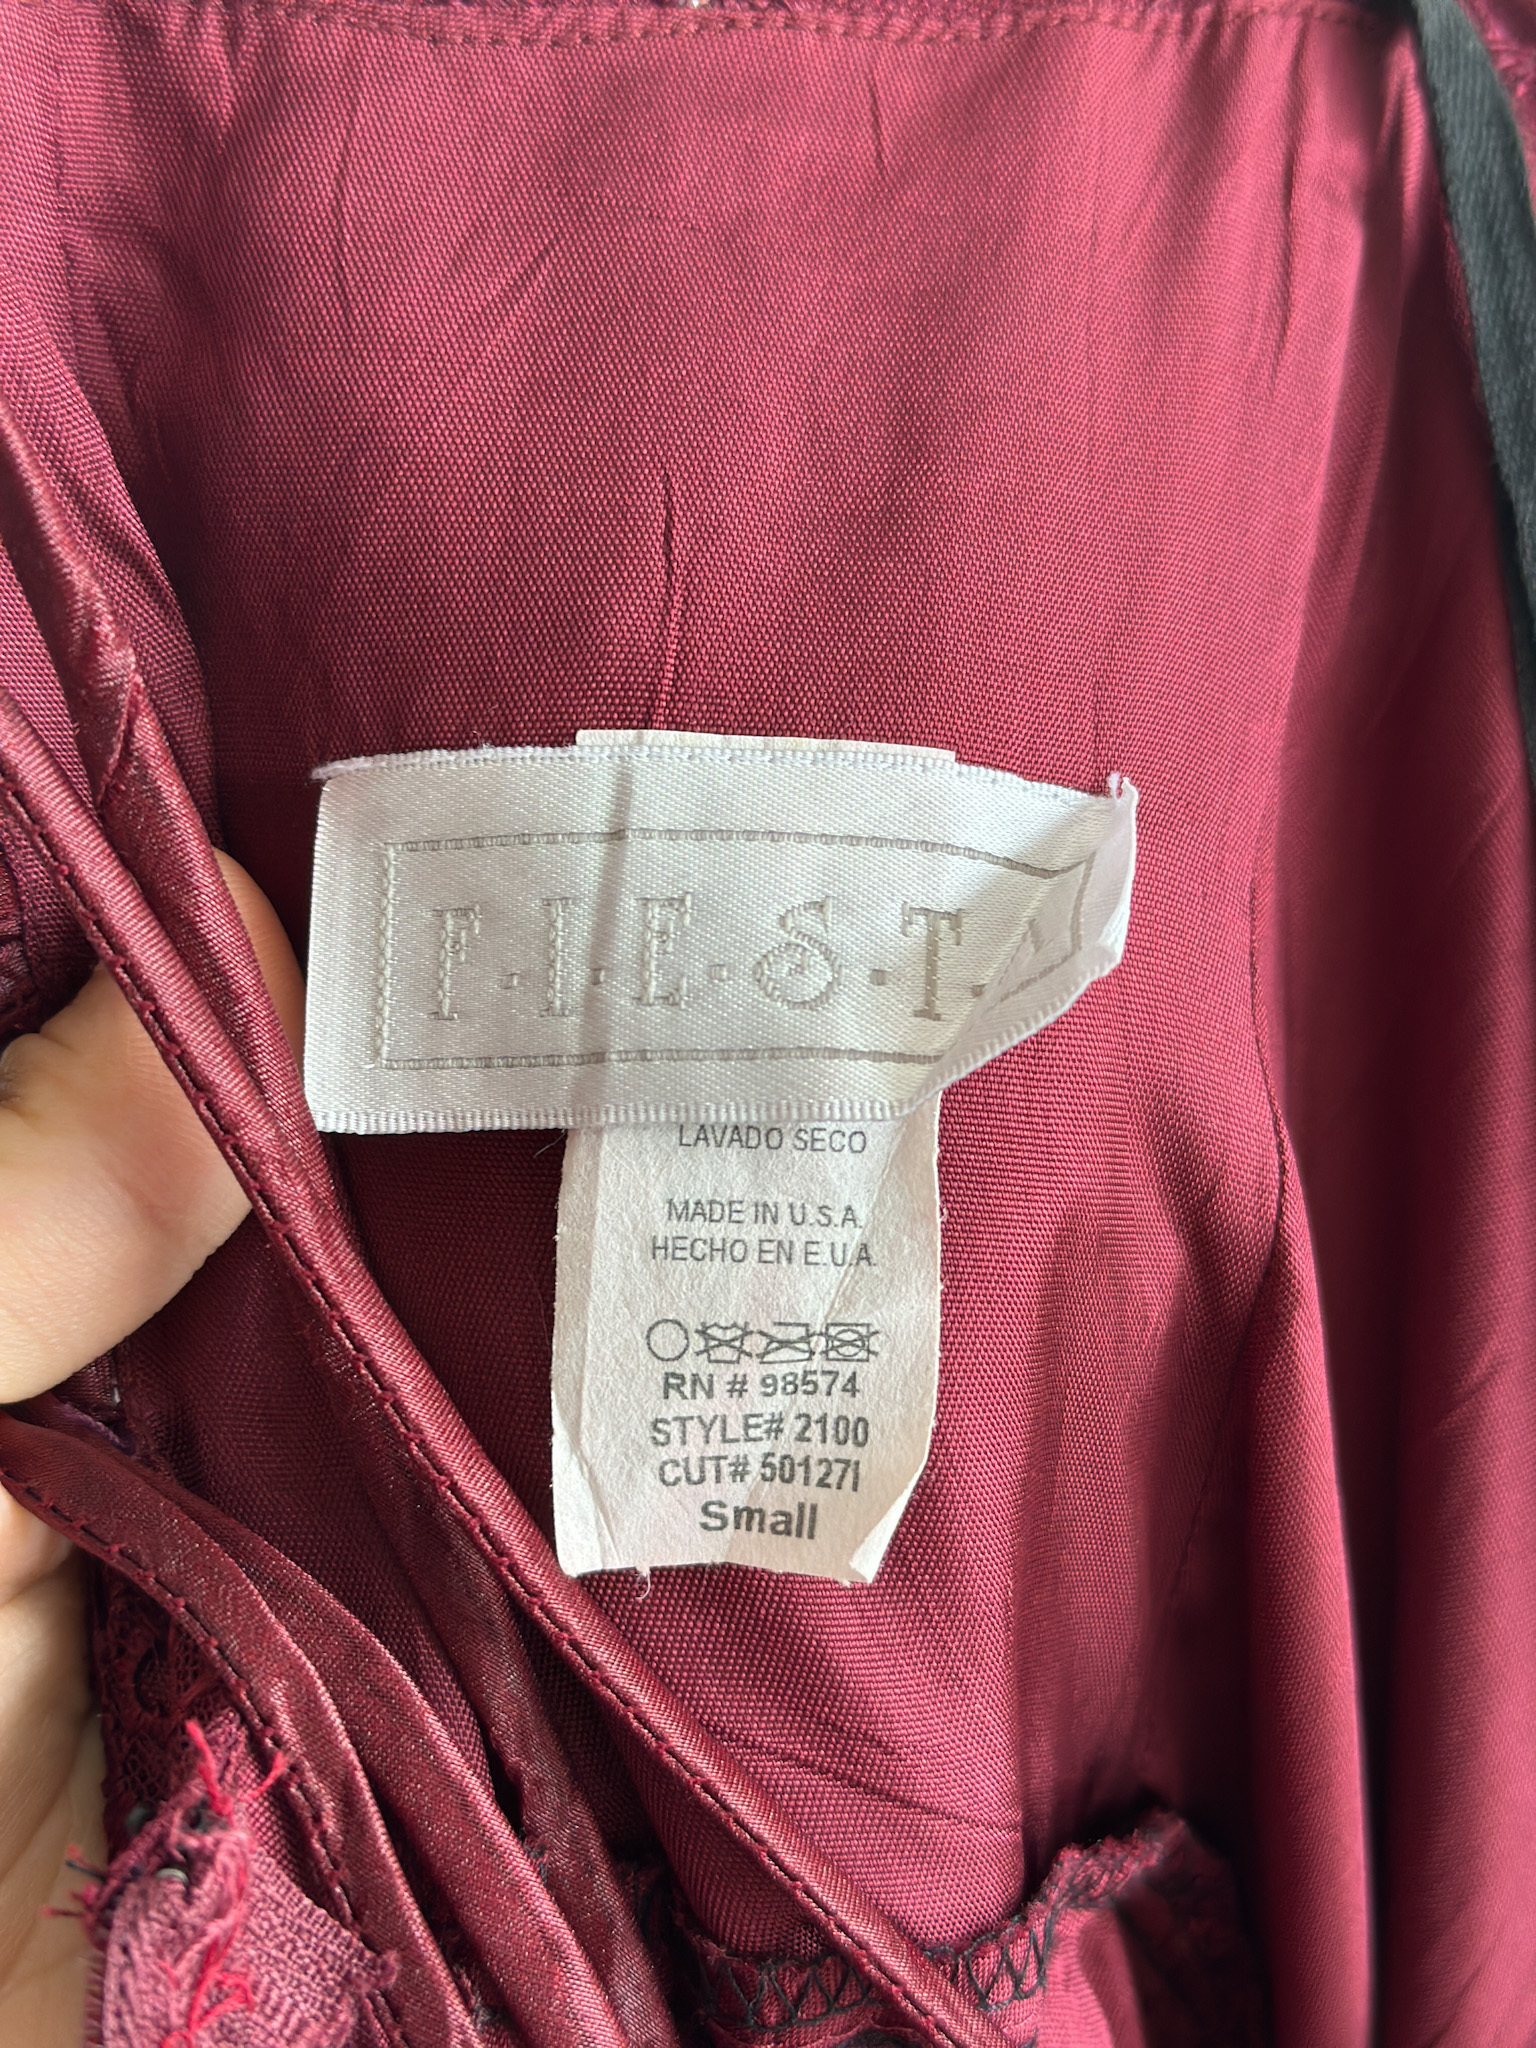 F.I.E.S.T.A
LAVADO SECO
MADE IN U.S.A.
HECHO EN E.U.A.
RN # 98574
STYLE# 2100
CUT# 501271
Small